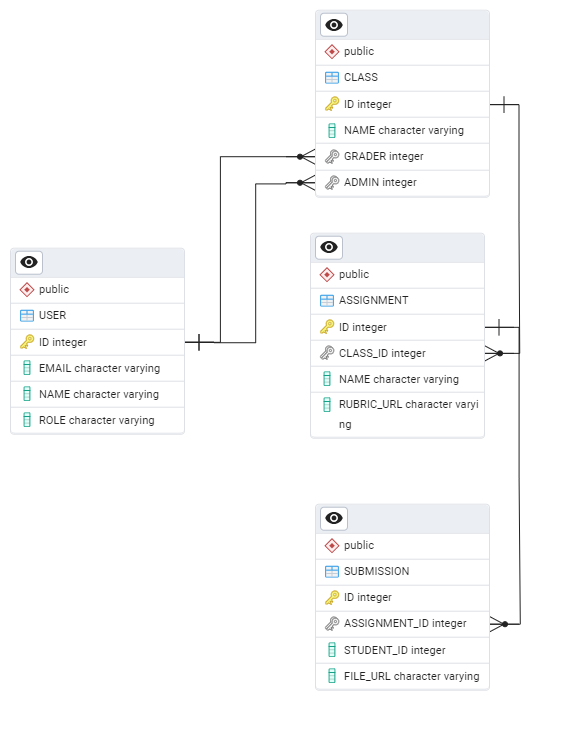 public
CLASS
ID integer
NAME character varying
GRADER integer
ADMIN integer
public
USER
ID integer
EMAIL character varying
NAME character varying
ROLE character varying
public
ASSIGNMENT
ID integer
CLASS_ID integer
NAME character varying
RUBRIC_URL character varyi
ng
public
SUBMISSION
ID integer
ASSIGNMENT_ID integer
STUDENT_ID integer
FILE_URL character varying